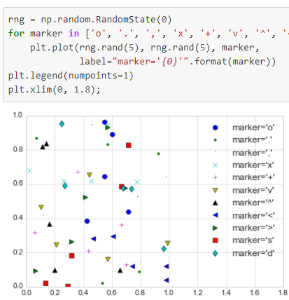 rng = np.random.RandomState(0)
for marker in ['o', '.', ',', 'x', '+', 'v', '^',
plt.plot(rng.rand(5), rng.rand(5), marker,
label="marker='{0}'".format(marker))
plt.legend(numpoints=1)
plt.xlim(0, 1.8);
1.0
0.8
0.6
0.4
0.2
0.0
marker='o'
marker='.'
marker=','
marker='x'
marker='+'
marker='v'
marker='^'
marker='<'
marker='>'
marker='s'
marker='d'
0.0 0.2 0.4 0.6 0.8 1.0 1.2 1.4 1.6 1.8